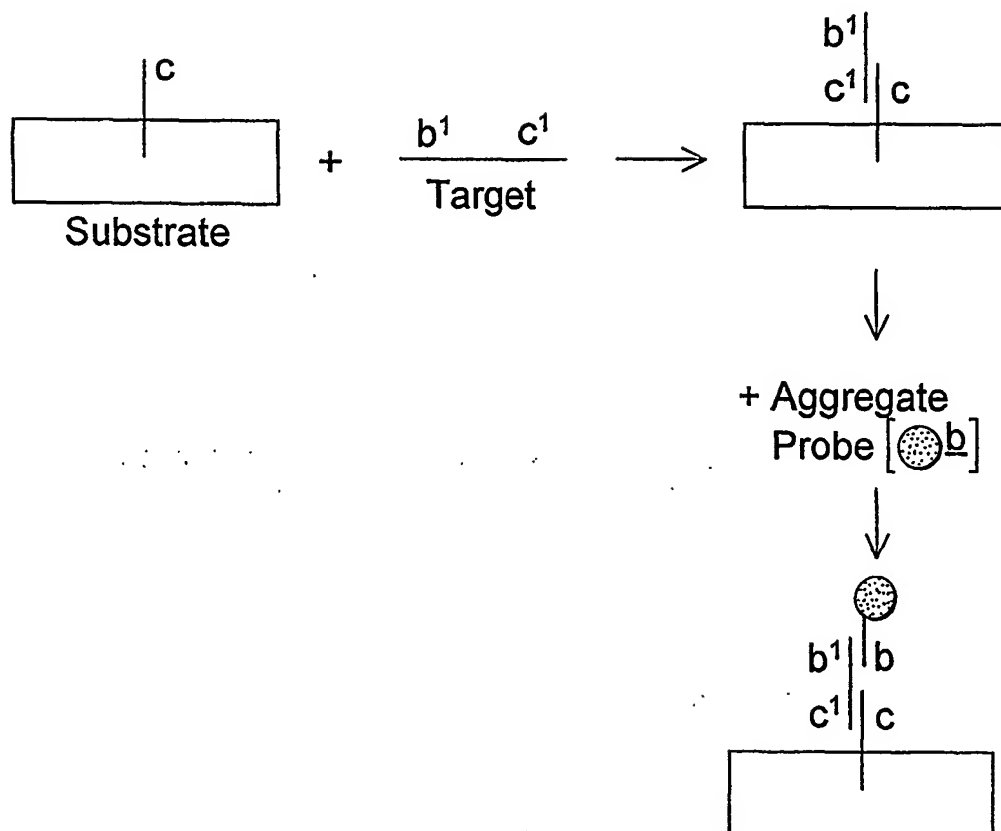 c
+
b¹ c¹
Target
Substrate
b¹
c¹ c
+ Aggregate
Probe [ b]
b¹ b
c¹ c